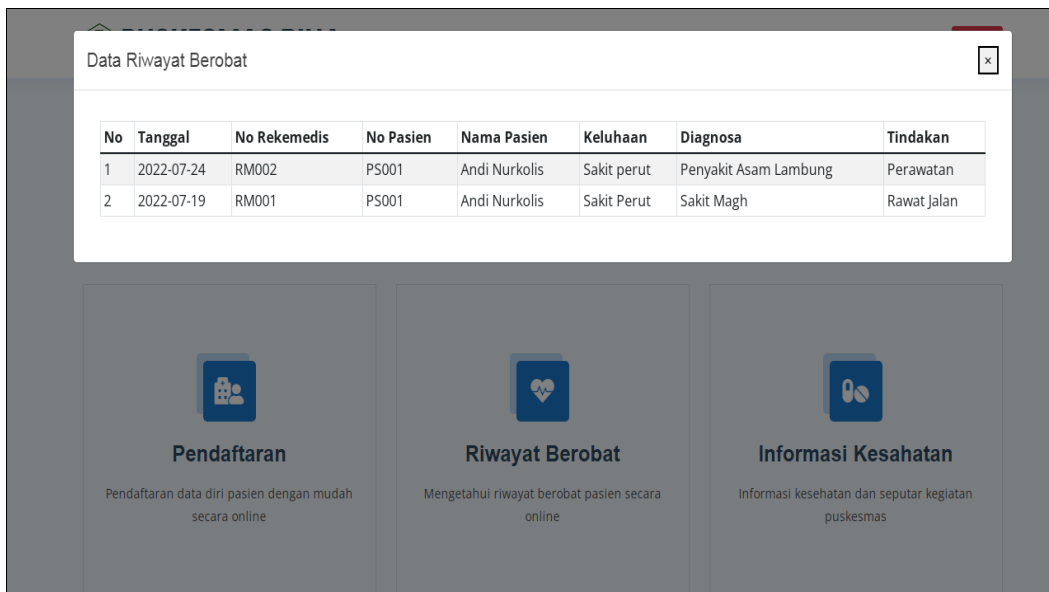 Data Riwayat Berobat
x
No Tanggal No Rekemedis No Pasien Nama Pasien Keluhaan Diagnosa Tindakan
1 2022-07-24 RM002 PS001 Andi Nurkolis Sakit perut Penyakit Asam Lambung Perawatan
2 2022-07-19 RM001 PS001 Andi Nurkolis Sakit Perut Sakit Magh Rawat Jalan
Pendaftaran
Pendaftaran data diri pasien dengan mudah
secara online
Riwayat Berobat
Mengetahui riwayat berobat pasien secara
online
Informasi Kesahatan
Informasi kesehatan dan seputar kegiatan
puskesmas